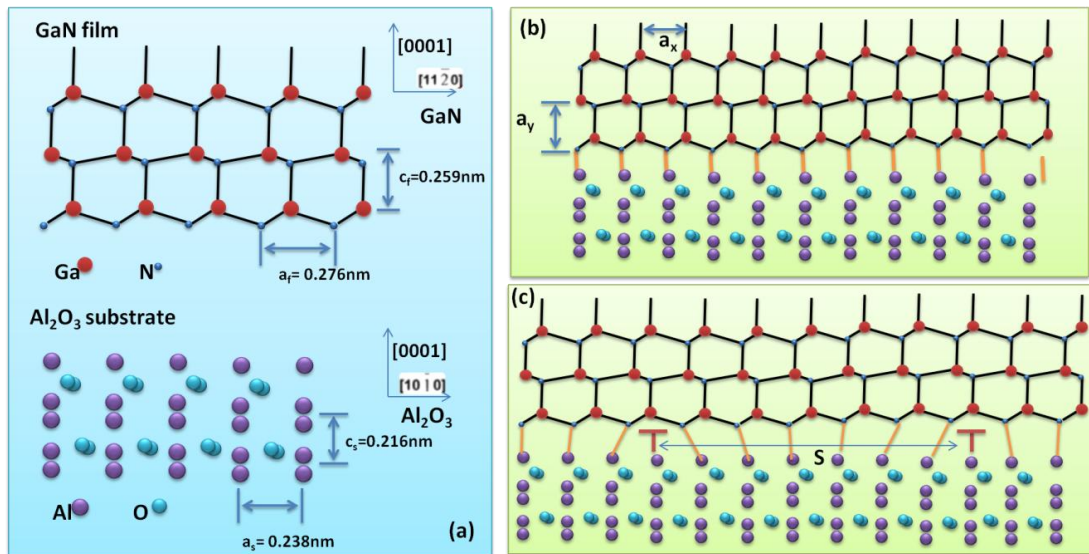 GaN film
[0001]
[112̄0]
GaN
c_f=0.259nm
Ga
N
a_f= 0.276nm
Al₂O₃ substrate
[0001]
[101̄0]
Al₂O₃
c_s=0.216nm
Al
O
a_s= 0.238nm
(a)
(b)
a_x
a_y
(c)
S